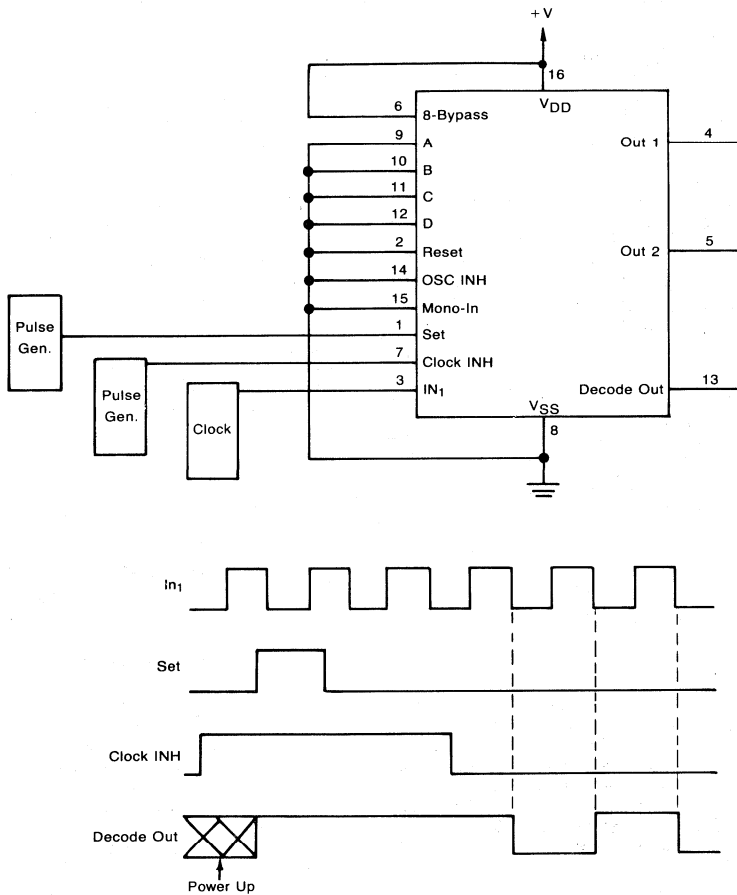 +V
16
VDD
6 8-Bypass
9 A
10 B
11 C
12 D
2 Reset
14 OSC INH
15 Mono-In
1 Set
7 Clock INH
3 IN1
Out 1 4
Out 2 5
Decode Out 13
VSS
8
Pulse
Gen.
Pulse
Gen.
Clock
In1
Set
Clock INH
Decode Out
Power Up